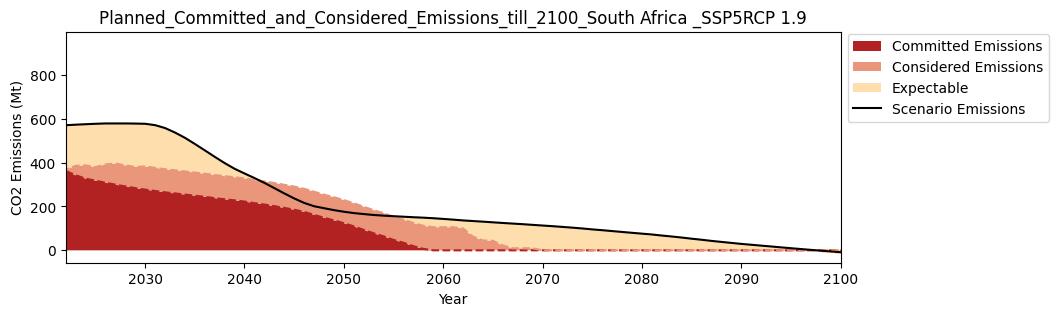 Planned_Committed_and_Considered_Emissions_till_2100_South Africa _SSP5RCP 1.9
CO2 Emissions (Mt)
800
600
400
200
0
2030 2040 2050 2060 2070 2080 2090 2100
Year
Committed Emissions
Considered Emissions
Expectable
Scenario Emissions